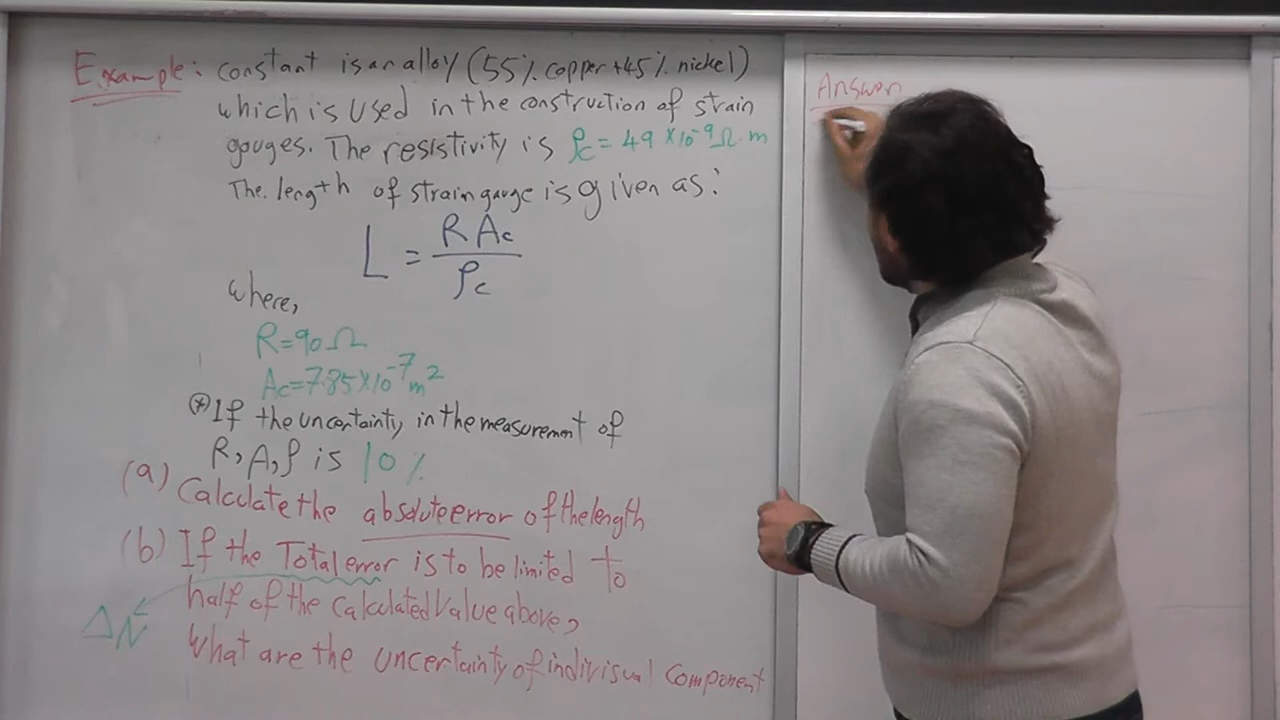 Example: constant is an alloy (55% copper + 45% nickel)
which is used in the construction of strain
gouges. The resistivity is ρc = 49 × 10⁻⁹ Ω.m
The length of strain gauge is given as:
L = R Ac / ρc
where,
R = 90 Ω
Ac = 7.85 × 10⁻⁷ m²
(*) If the uncertainty in the measurement of
R, A, ρ is 10%
(a) Calculate the absolute error of the length
(b) If the Total error is to be limited to
half of the calculated value above,
ΔN
What are the uncertainty of indivisual component
Answer